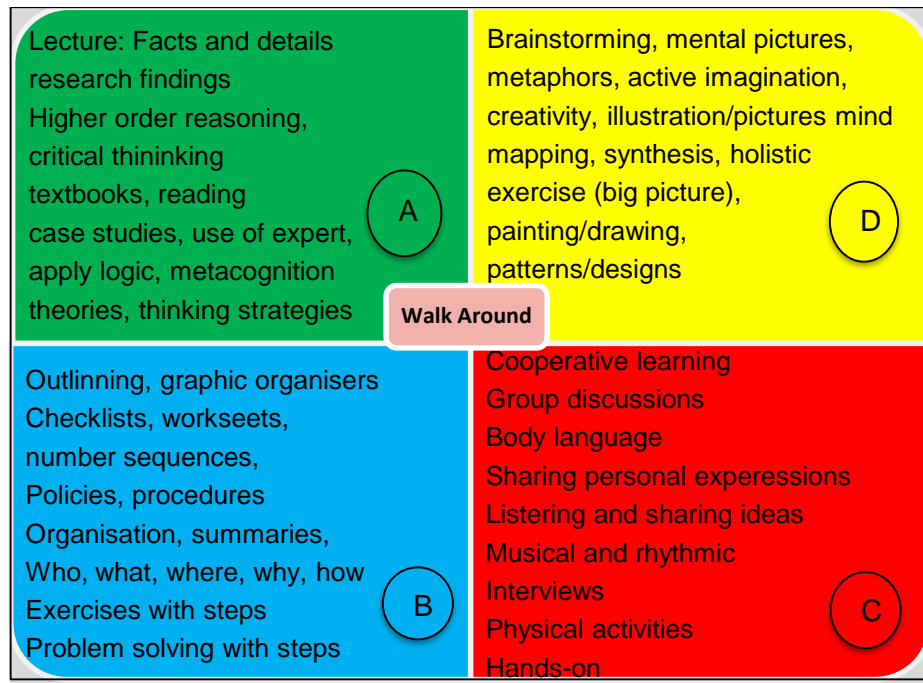 Lecture: Facts and details
research findings
Higher order reasoning,
critical thininking
textbooks, reading
case studies, use of expert,
apply logic, metacognition
theories, thinking strategies
A
Brainstorming, mental pictures,
metaphors, active imagination,
creativity, illustration/pictures mind
mapping, synthesis, holistic
exercise (big picture),
painting/drawing,
patterns/designs
D
Walk Around
Outlinning, graphic organisers
Checklists, workseets,
number sequences,
Policies, procedures
Organisation, summaries,
Who, what, where, why, how
Exercises with steps
Problem solving with steps
B
Cooperative learning
Group discussions
Body language
Sharing personal experessions
Listering and sharing ideas
Musical and rhythmic
Interviews
Physical activities
Hands-on
C